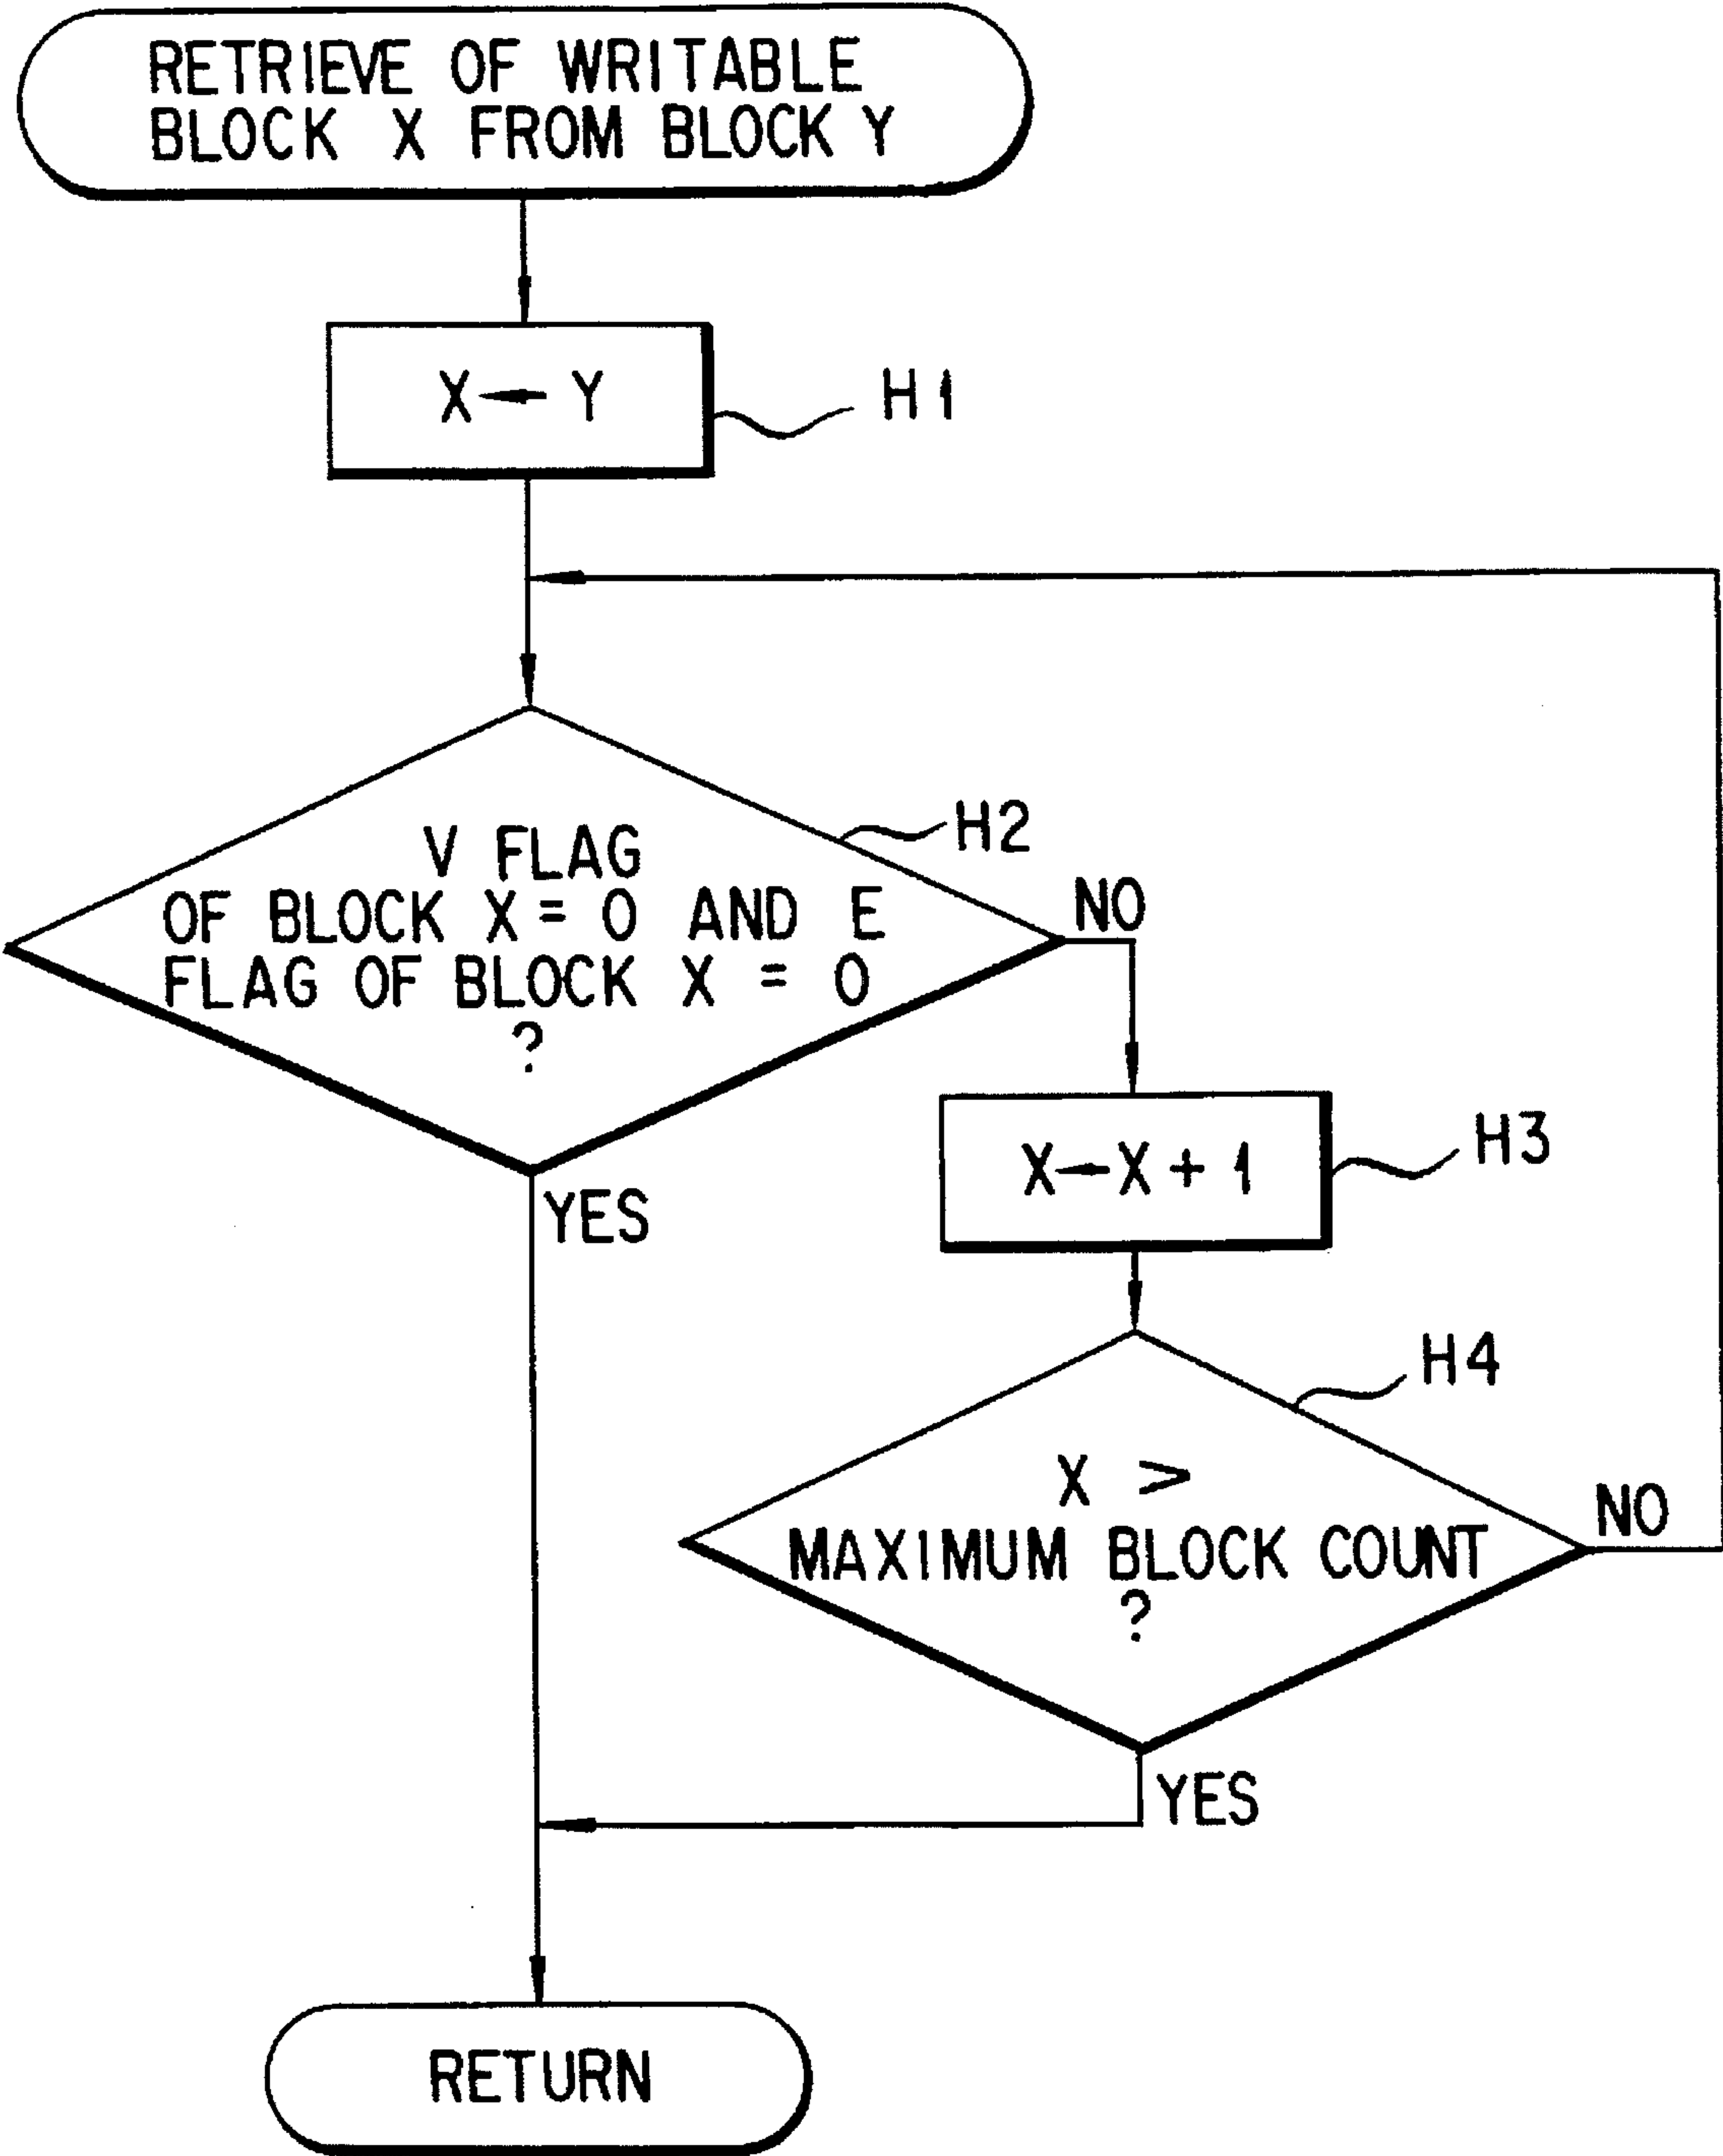 RETRIEVE OF WRITABLE
BLOCK X FROM BLOCK Y
X ← Y
H1
H2
V FLAG
OF BLOCK X = 0 AND E
FLAG OF BLOCK X = 0
?
NO
YES
X ← X + 1
H3
H4
X >
MAXIMUM BLOCK COUNT
?
NO
YES
RETURN